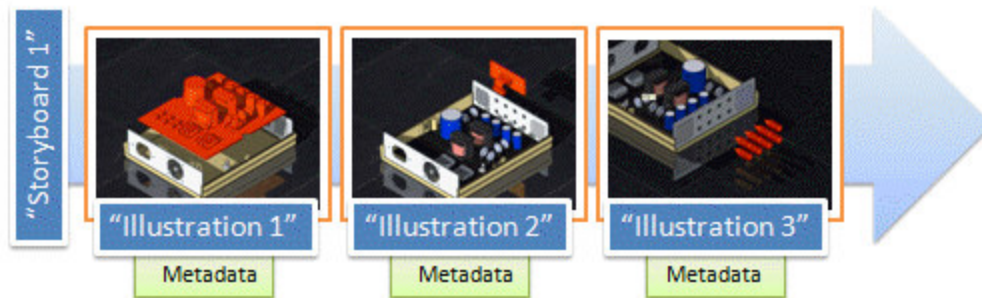 “Storyboard 1”
“Illustration 1”
“Illustration 2”
“Illustration 3”
Metadata
Metadata
Metadata